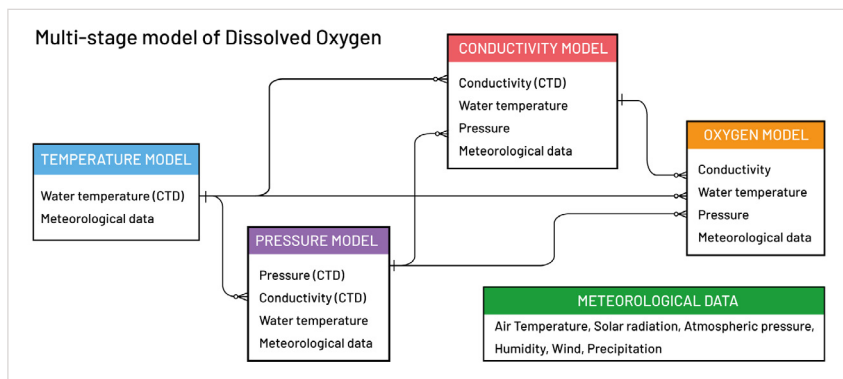 Multi-stage model of Dissolved Oxygen
CONDUCTIVITY MODEL
Conductivity (CTD)
Water temperature
Pressure
Meteorological data
TEMPERATURE MODEL
Water temperature (CTD)
Meteorological data
OXYGEN MODEL
Conductivity
Water temperature
Pressure
Meteorological data
PRESSURE MODEL
Pressure (CTD)
Conductivity (CTD)
Water temperature
Meteorological data
METEOROLOGICAL DATA
Air Temperature, Solar radiation, Atmospheric pressure,
Humidity, Wind, Precipitation